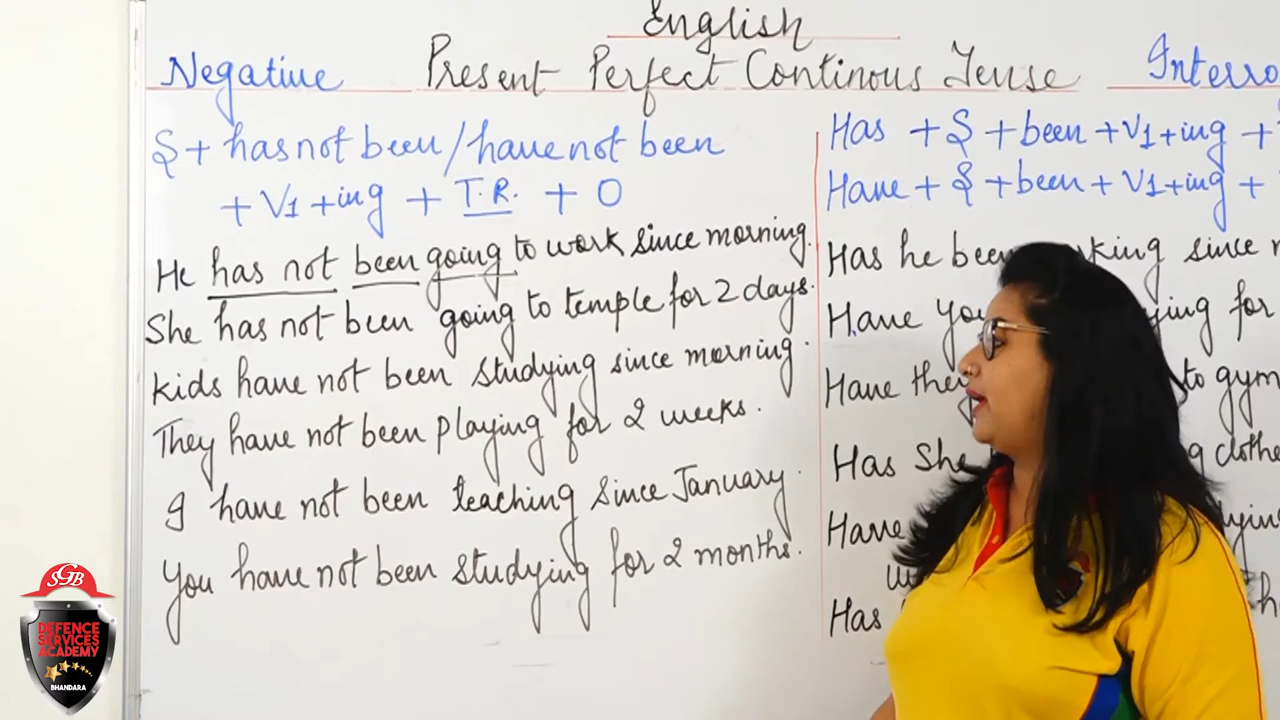 English
Negative Present Perfect Continous Tense Interro
S + has not been / have not been
+ V1 + ing + T.R. + O
He has not been going to work since morning.
She has not been going to temple for 2 days.
Kids have not been studying since morning.
They have not been playing for 2 weeks.
I have not been teaching since January.
You have not been studying for 2 months.
Has + S + been + V1 + ing +
Have + S + been + V1 + ing +
Has he been king since
Have you ying for
Have they to gym
Has She g clothe
Have ying
Has
SGB
DEFENCE
SERVICES
ACADEMY
BHANDARA